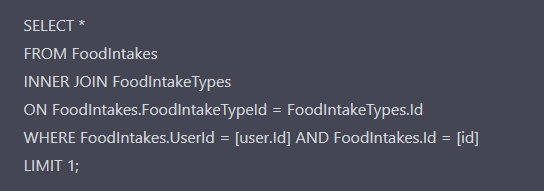 SELECT *
FROM FoodIntakes
INNER JOIN FoodIntakeTypes
ON FoodIntakes.FoodIntakeTypeId = FoodIntakeTypes.Id
WHERE FoodIntakes.UserId = [user.Id] AND FoodIntakes.Id = [id]
LIMIT 1;